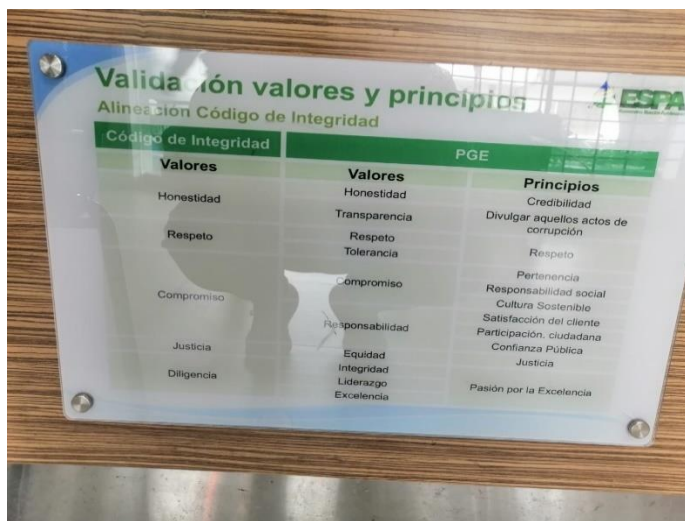 Validación valores y principios
ESPA
Alineación Código de Integridad
Código de Integridad PGE
Valores Valores Principios
Honestidad Honestidad Credibilidad
Transparencia Divulgar aquellos actos de
corrupción
Respeto Respeto
Tolerancia Respeto
Compromiso Pertenencia
Responsabilidad social
Compromiso Cultura Sostenible
Responsabilidad Satisfacción del cliente
Participación. ciudadana
Justicia Equidad Confianza Pública
Integridad Justicia
Diligencia Liderazgo Pasión por la Excelencia
Excelencia